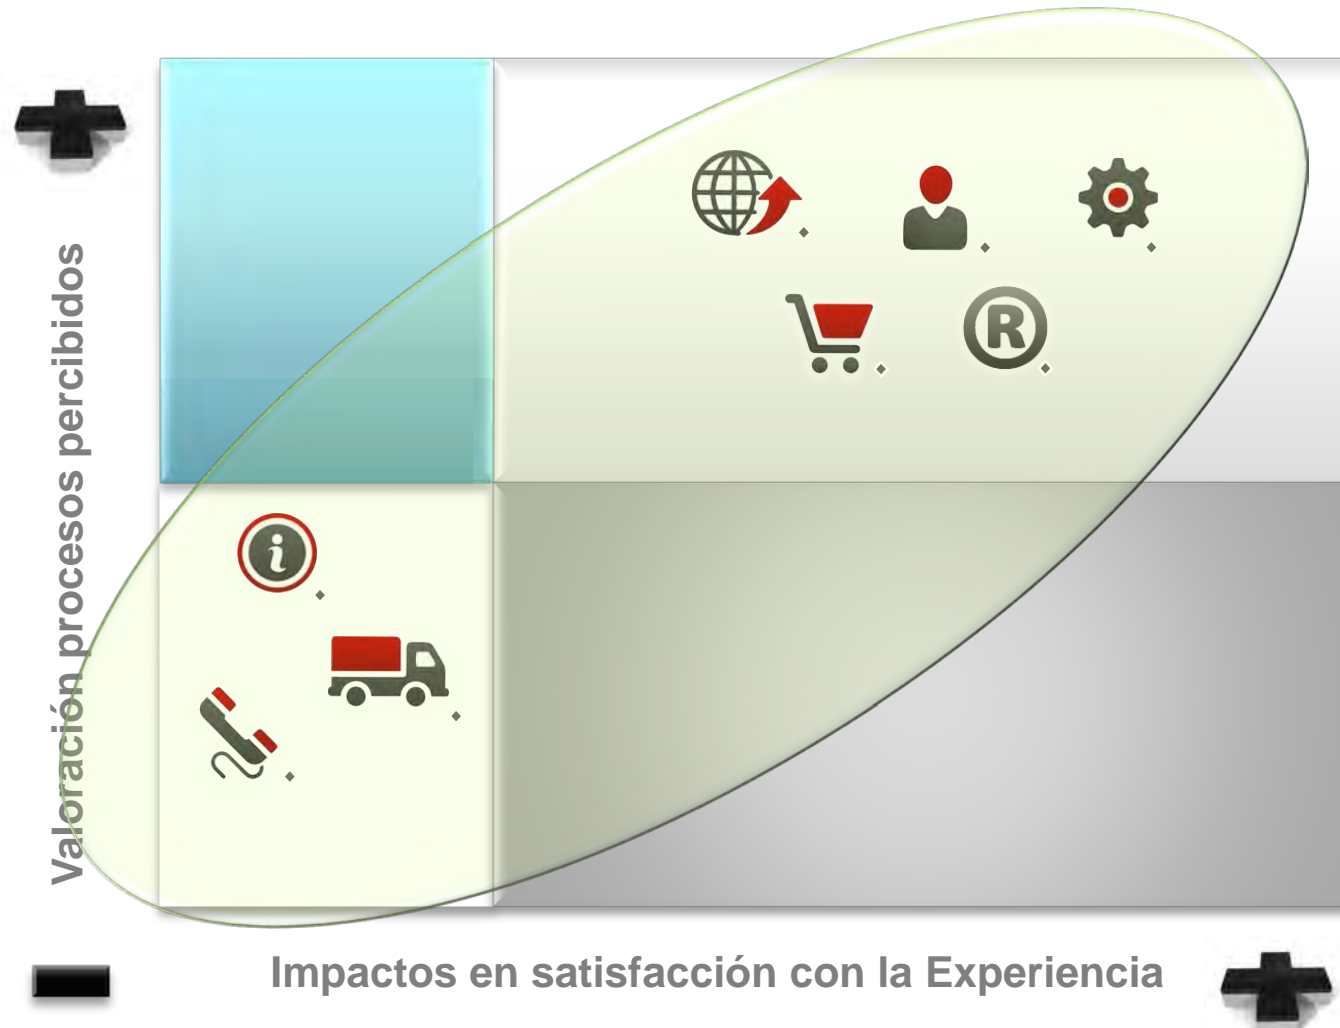 Valoración procesos percibidos
R
i
Impactos en satisfacción con la Experiencia